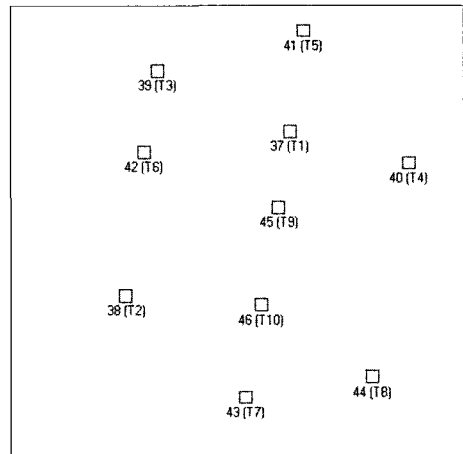 41 (T5)
39 (T3)
37 (T1)
42 (T6)
40 (T4)
45 (T9)
38 (T2)
46 (T10)
44 (T8)
43 (T7)